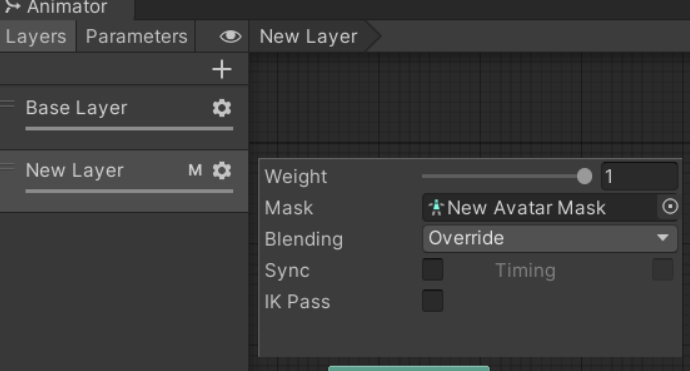 Animator
Layers Parameters New Layer
Base Layer
New Layer M
Weight 1
Mask New Avatar Mask
Blending Override
Sync Timing
IK Pass